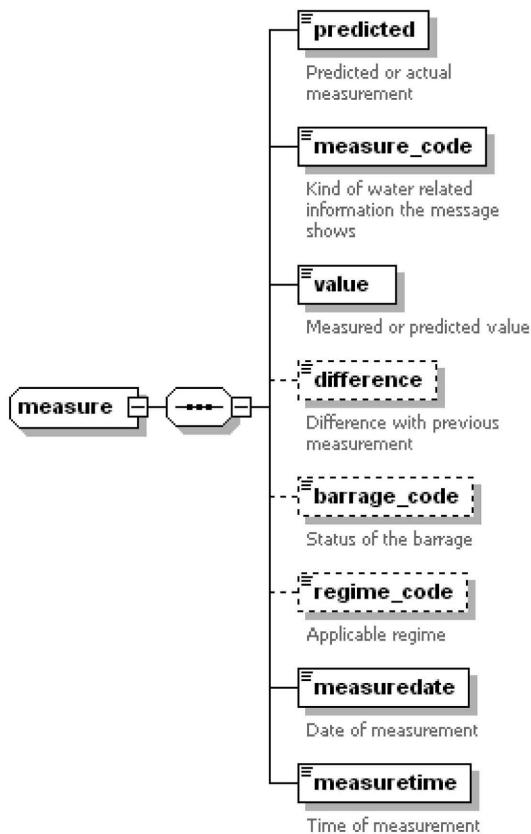 predicted
Predicted or actual
measurement
measure_code
Kind of water related
information the message
shows
value
Measured or predicted value
difference
Difference with previous
measurement
measure
barrage_code
Status of the barrage
regime_code
Applicable regime
measuredate
Date of measurement
measuretime
Time of measurement